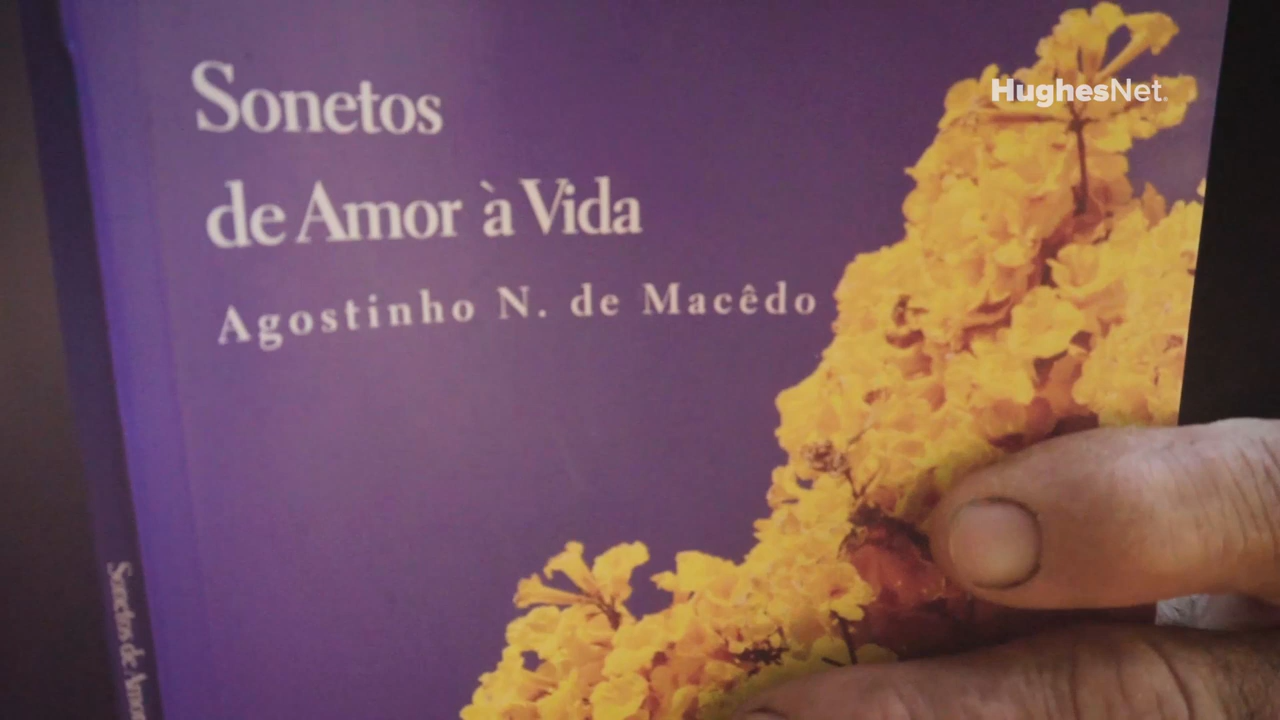 HughesNet.
Sonetos
de Amor à Vida
Agostinho N. de Macêdo
Sonetos de Amor